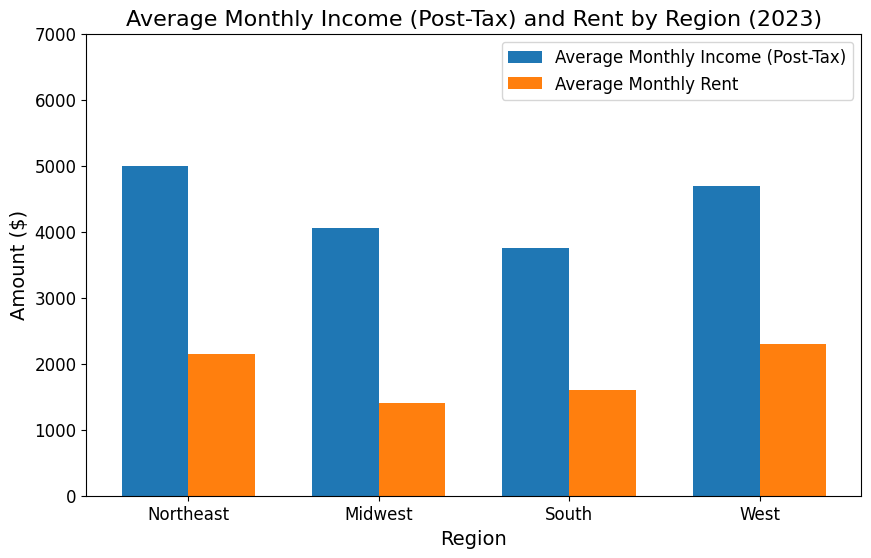 Average Monthly Income (Post-Tax) and Rent by Region (2023)
Average Monthly Income (Post-Tax)
Average Monthly Rent
Amount ($)
7000
6000
5000
4000
3000
2000
1000
0
Northeast Midwest South West
Region